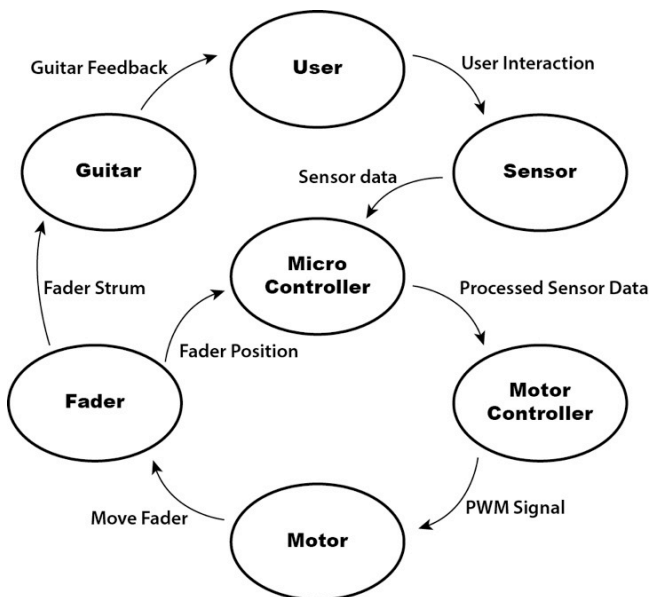 User
Guitar Feedback
User Interaction
Guitar
Sensor
Sensor data
Micro
Controller
Fader Strum
Processed Sensor Data
Fader Position
Fader
Motor
Controller
Move Fader
PWM Signal
Motor